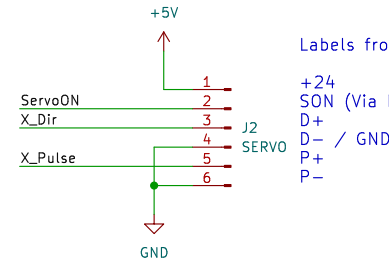 +5V
Labels fro
1
+24
ServoON
2
SON (Via
X_Dir
3
D+
J2
4
D- / GND
SERVO
X_Pulse
5
P+
6
P-
GND